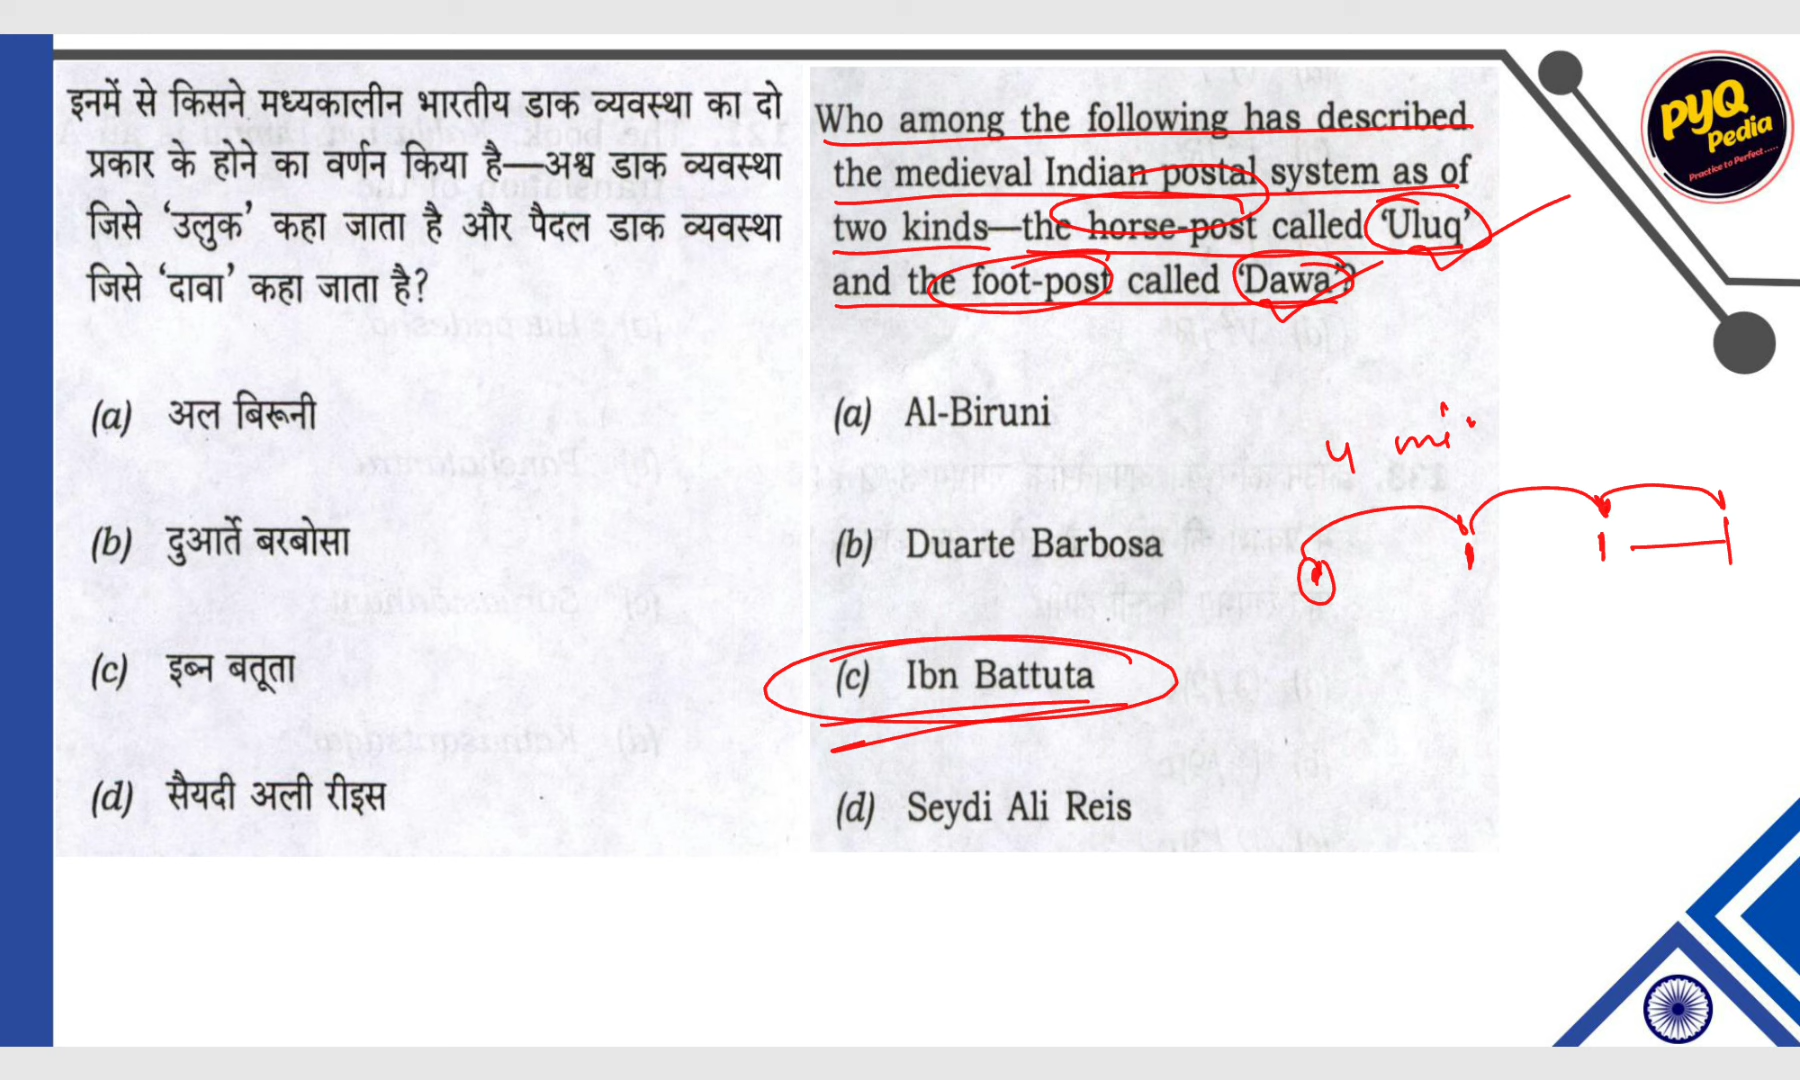 इनमें से किसने मध्यकालीन भारतीय डाक व्यवस्था का दो
प्रकार के होने का वर्णन किया है—अश्व डाक व्यवस्था
जिसे ‘उलुक’ कहा जाता है और पैदल डाक व्यवस्था
जिसे ‘दावा’ कहा जाता है?
(a) अल बिरूनी
(b) दुआर्ते बरबोसा
(c) इब्न बतूता
(d) सैयदी अली रीइस
Who among the following has described
the medieval Indian postal system as of
two kinds—the horse-post called ‘Uluq’
and the foot-post called ‘Dawa’?
(a) Al-Biruni
(b) Duarte Barbosa
(c) Ibn Battuta
(d) Seydi Ali Reis
4 mi.
PYQ
Pedia
Practice to Perfect.....